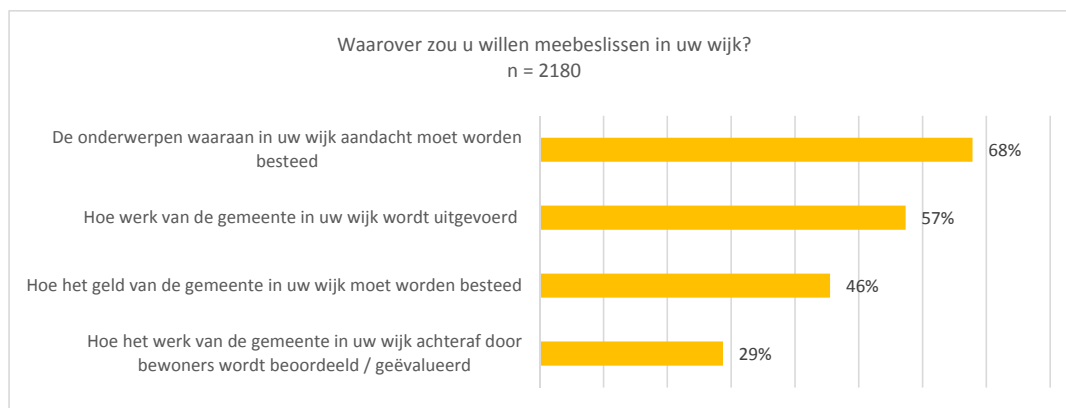 Waarover zou u willen meebeslissen in uw wijk?
n = 2180
De onderwerpen waaraan in uw wijk aandacht moet worden
besteed
68%
Hoe werk van de gemeente in uw wijk wordt uitgevoerd
57%
Hoe het geld van de gemeente in uw wijk moet worden besteed
46%
Hoe het werk van de gemeente in uw wijk achteraf door
bewoners wordt beoordeeld / geëvalueerd
29%